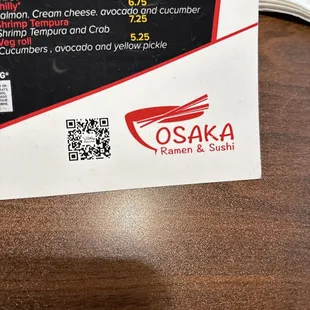 Philly" 6.75
Salmon, Cream cheese, avocado and cucumber
Shrimp Tempura 7.25
Shrimp Tempura and Crab
Veg roll 5.25
Cucumbers , avocado and yellow pickle
G*
OSAKA
Ramen & Sushi